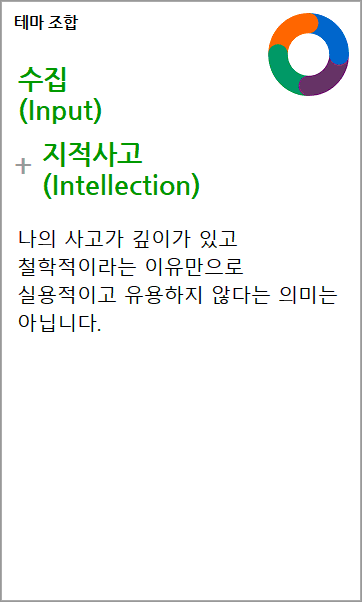 테마 조합
수집
(Input)
+ 지적사고
(Intellection)
나의 사고가 깊이가 있고
철학적이라는 이유만으로
실용적이고 유용하지 않다는 의미는
아닙니다.